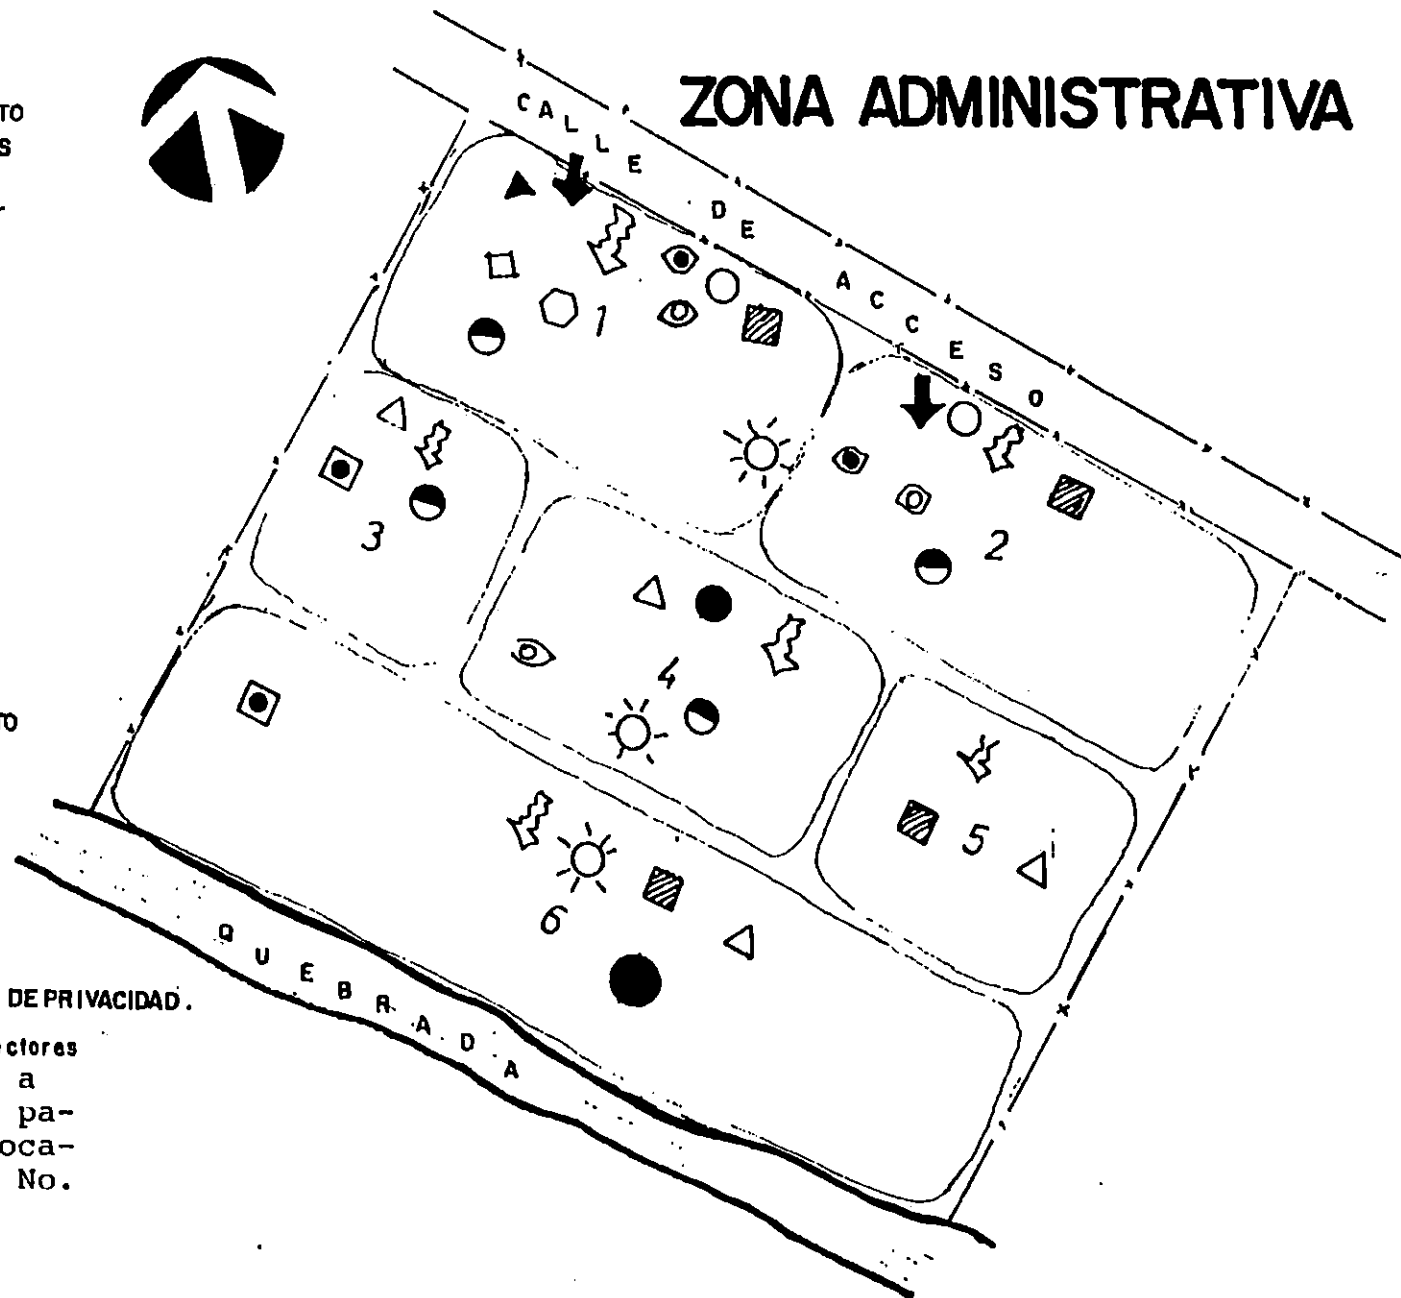 ZONA ADMINISTRATIVA
TO
S
CALLE DE ACCESO
1
2
3
4
TO
5
6
QUEBRADA
DE PRIVACIDAD.
ctores
a
pa-
oca-
No.